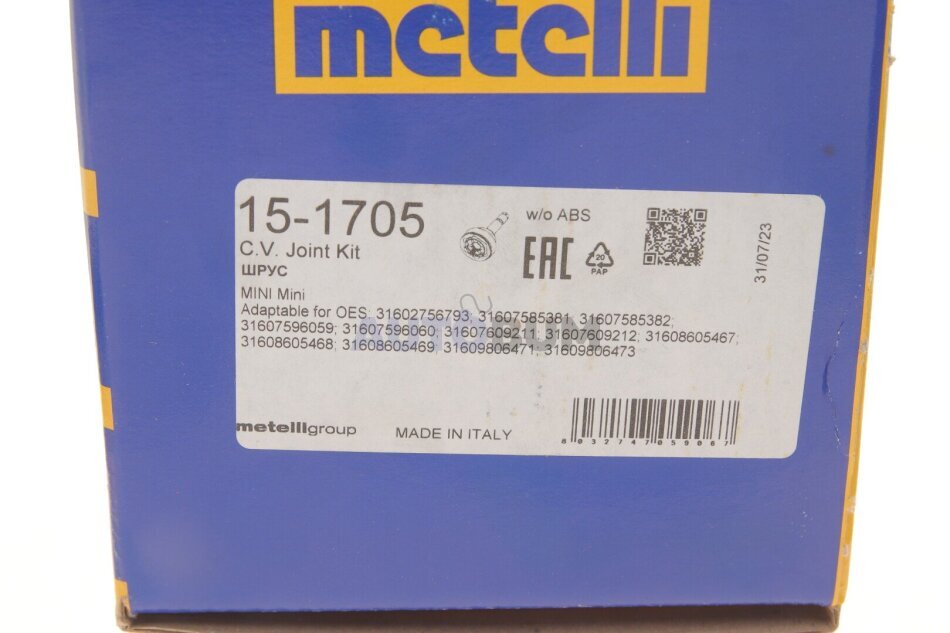 metelli
15-1705
w/o ABS
C.V. Joint Kit
ШРУС
EAC
20
PAP
31/07/23
MINI Mini
Adaptable for OES: 31602756793; 31607585381; 31607585382;
31607596059; 31607596060; 31607609211; 31607609212; 31608605467;
31608605468; 31608605469; 31609806471; 31609806473
metelligroup
MADE IN ITALY
8032747059067